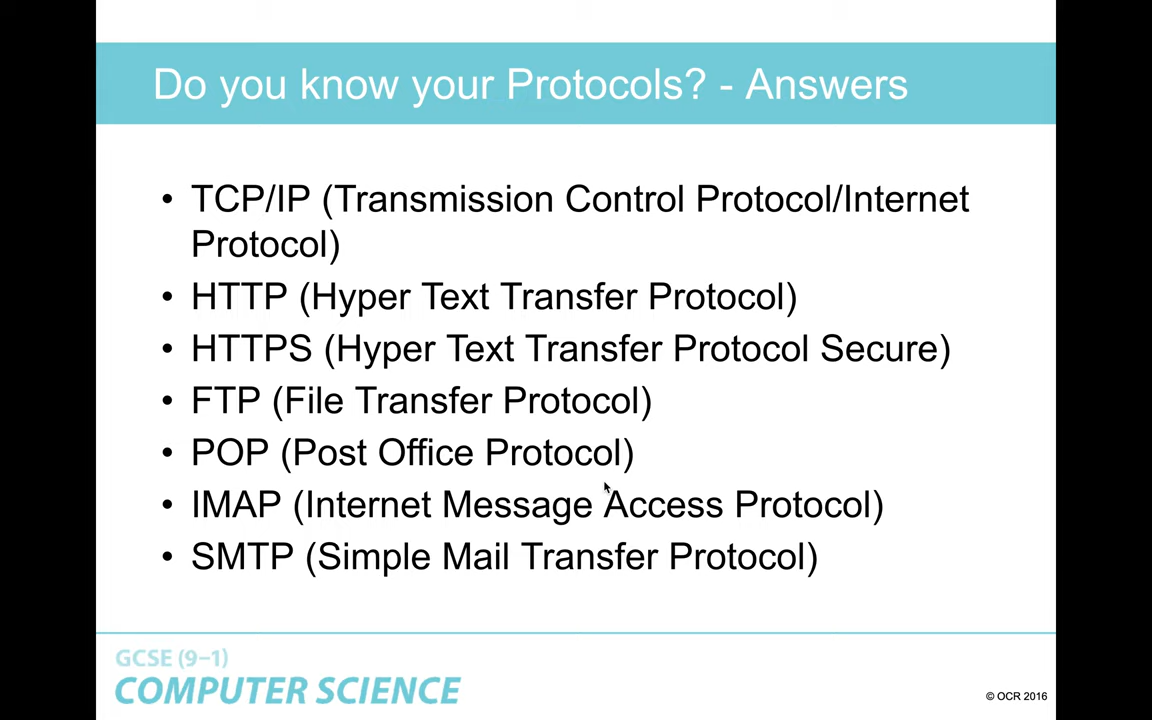 Do you know your Protocols? - Answers
• TCP/IP (Transmission Control Protocol/Internet
Protocol)
• HTTP (Hyper Text Transfer Protocol)
• HTTPS (Hyper Text Transfer Protocol Secure)
• FTP (File Transfer Protocol)
• POP (Post Office Protocol)
• IMAP (Internet Message Access Protocol)
• SMTP (Simple Mail Transfer Protocol)
GCSE (9–1)
COMPUTER SCIENCE
© OCR 2016